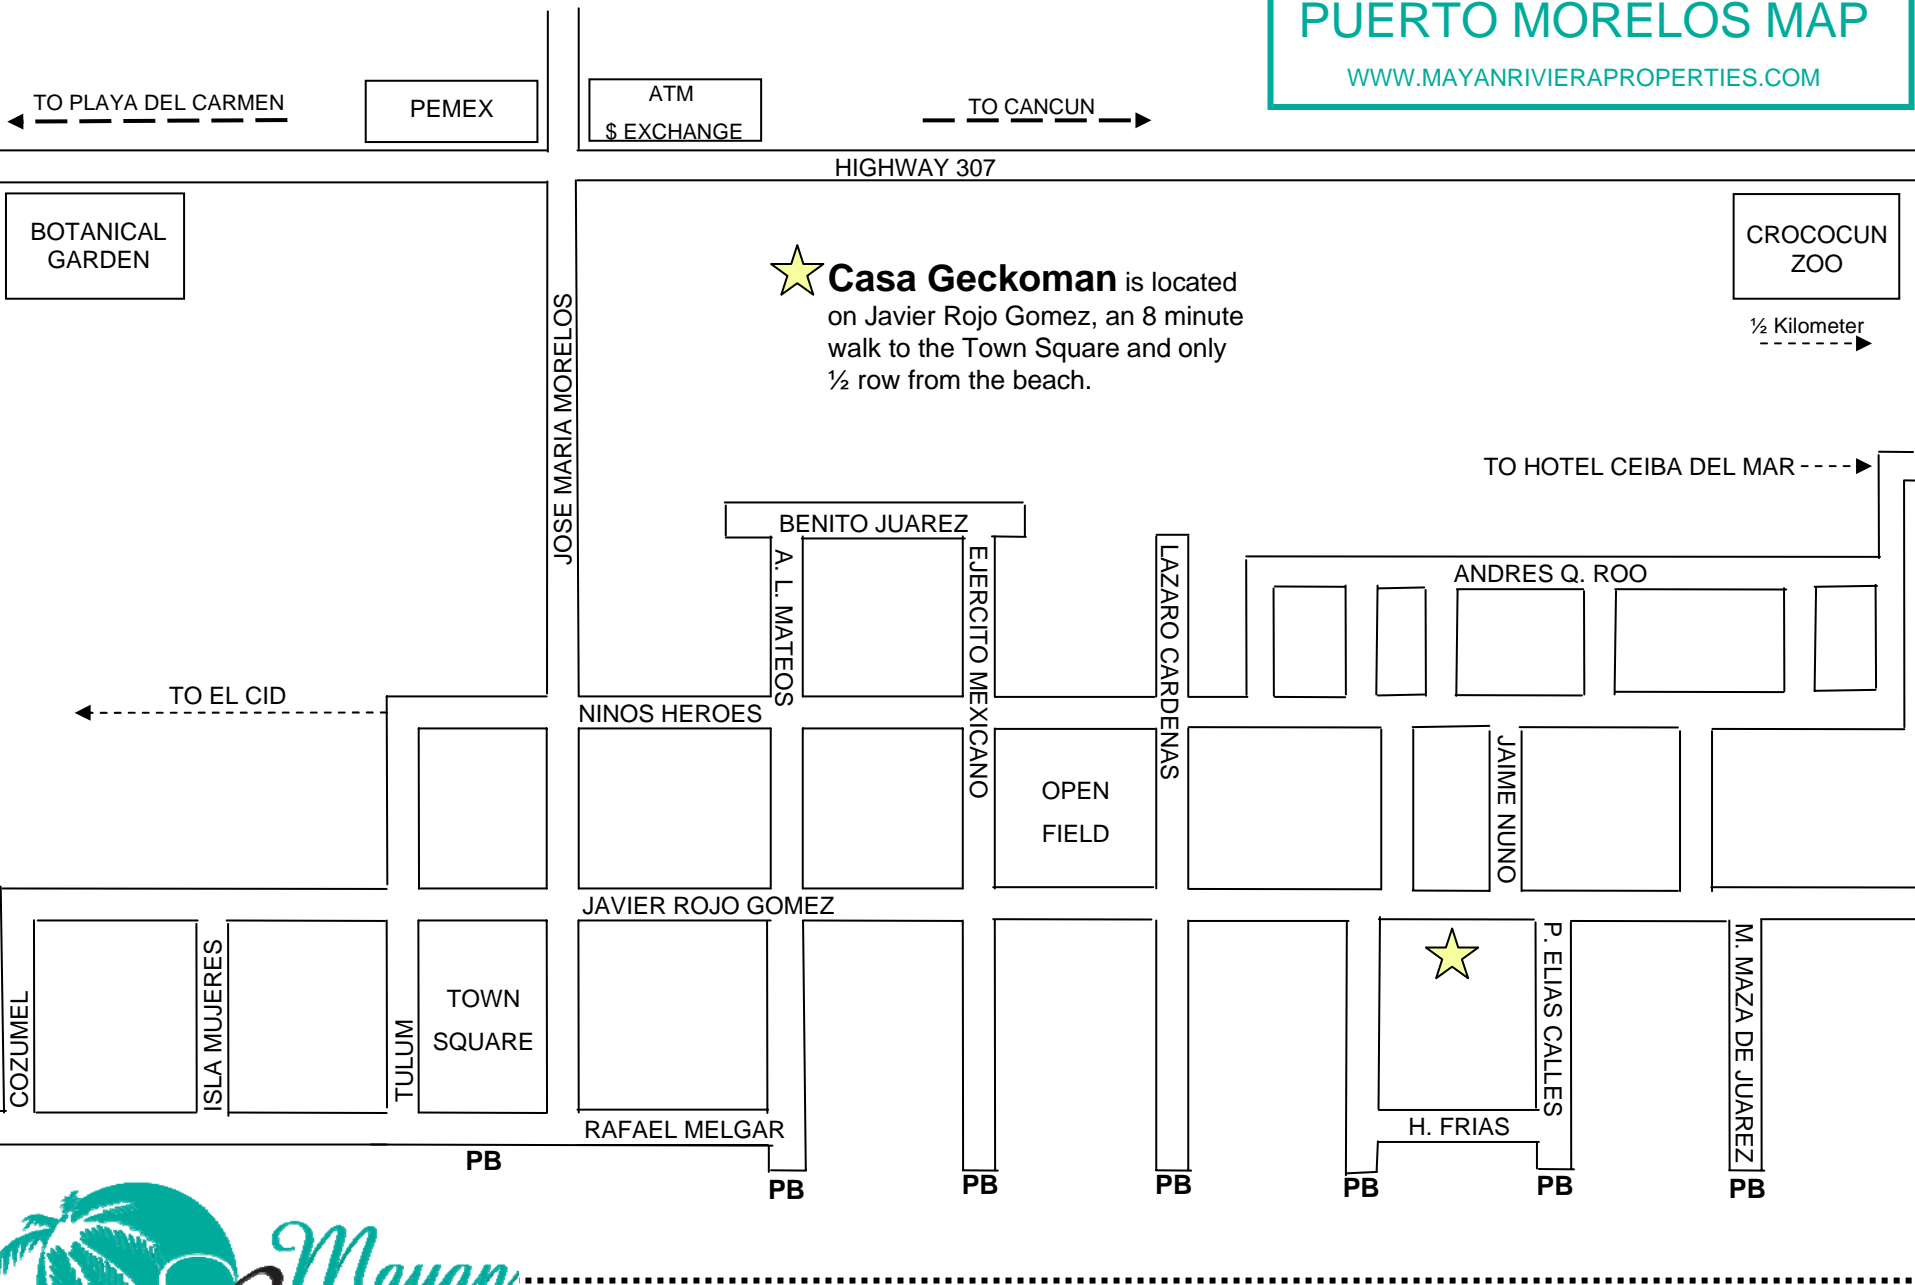 PUERTO MORELOS MAP
WWW.MAYANRIVIERAPROPERTIES.COM
TO PLAYA DEL CARMEN
PEMEX
ATM
$ EXCHANGE
TO CANCUN
HIGHWAY 307
BOTANICAL
GARDEN
CROCOCUN
ZOO
½ Kilometer
Casa Geckoman is located
on Javier Rojo Gomez, an 8 minute
walk to the Town Square and only
½ row from the beach.
JOSE MARIA MORELOS
TO HOTEL CEIBA DEL MAR
BENITO JUAREZ
A. L. MATEOS
EJERCITO MEXICANO
LAZARO CARDENAS
ANDRES Q. ROO
TO EL CID
NINOS HEROES
OPEN
FIELD
JAIME NUNO
JAVIER ROJO GOMEZ
COZUMEL
ISLA MUJERES
TULUM
TOWN
SQUARE
P. ELIAS CALLES
M. MAZA DE JUAREZ
RAFAEL MELGAR
H. FRIAS
PB
PB
PB
PB
PB
PB
PB
Mayan